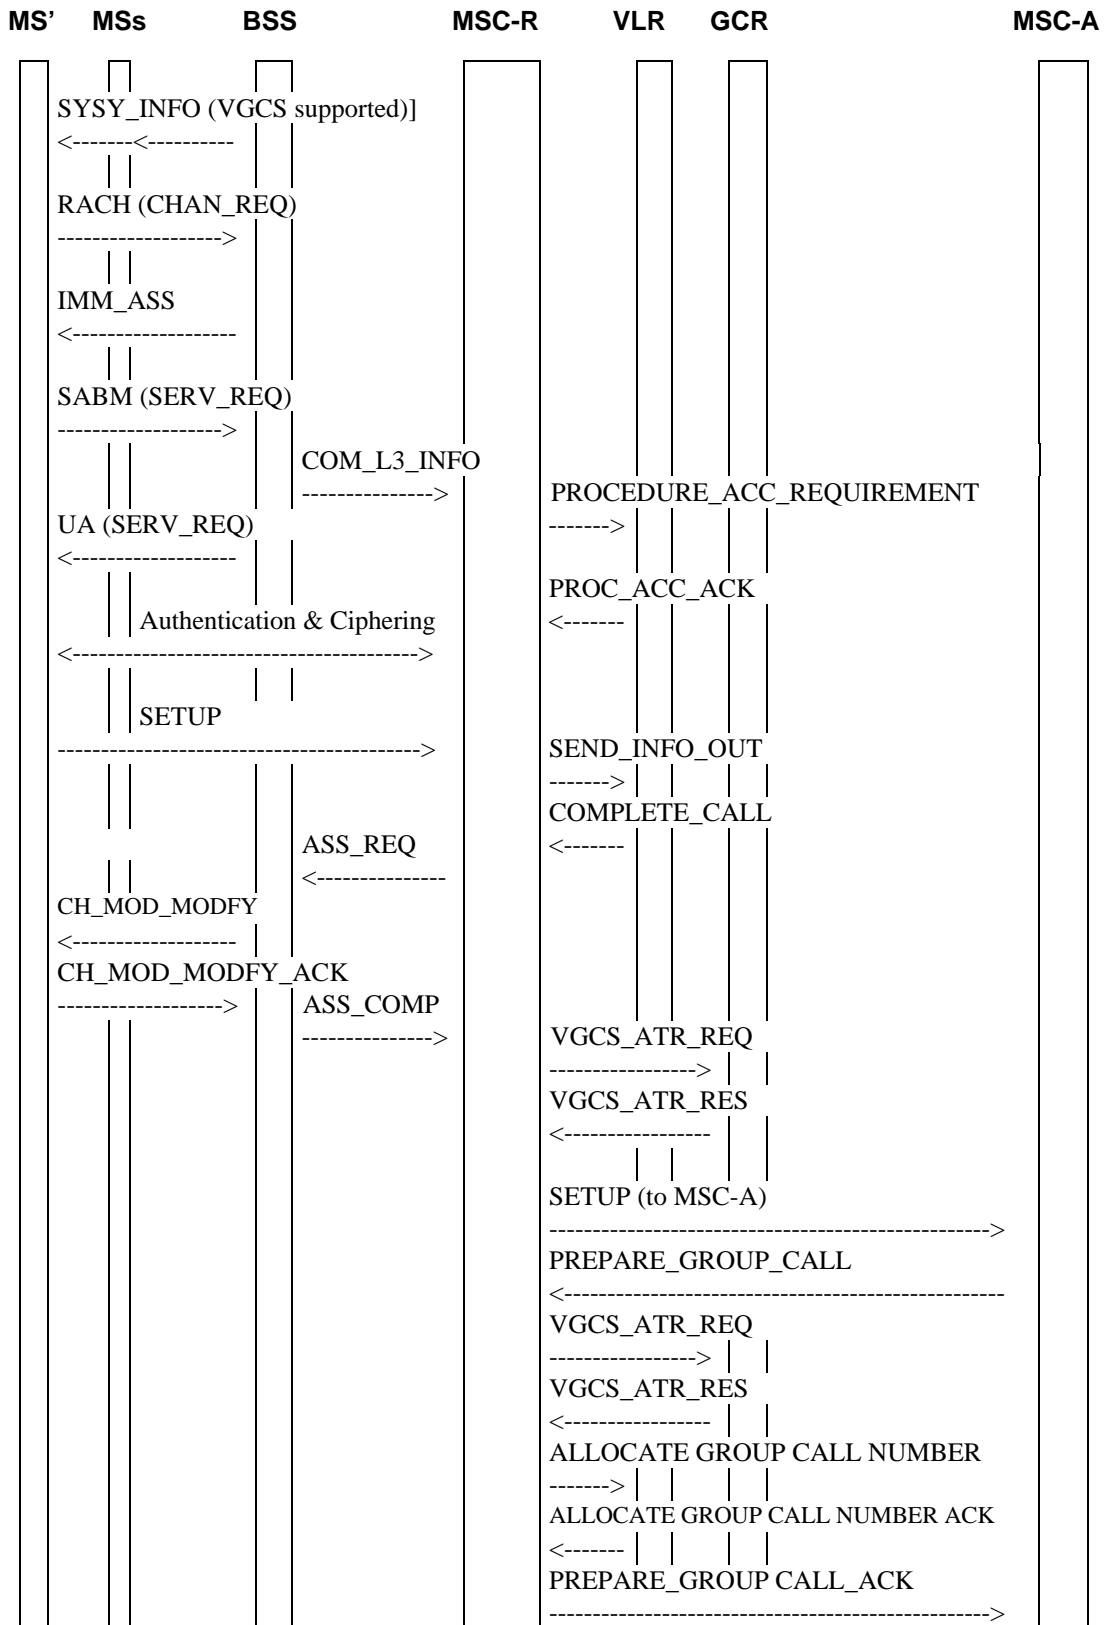 MS’ MSs BSS MSC-R VLR GCR MSC-A
SYSY_INFO (VGCS supported)]
<-------<----------
RACH (CHAN_REQ)
------------------->
IMM_ASS
<-------------------
SABM (SERV_REQ)
------------------->
COM_L3_INFO
---------------> PROCEDURE_ACC_REQUIREMENT
UA (SERV_REQ) ------->
<-------------------
PROC_ACC_ACK
Authentication & Ciphering <-------
<---------------------------------------->
SETUP
------------------------------------------> SEND_INFO_OUT
------->
COMPLETE_CALL
ASS_REQ <-------
<---------------
CH_MOD_MODFY
<-------------------
CH_MOD_MODFY_ACK
-------------------> ASS_COMP
---------------> VGCS_ATR_REQ
----------------->
VGCS_ATR_RES
<-----------------
SETUP (to MSC-A)
--------------------------------------------------->
PREPARE_GROUP_CALL
<---------------------------------------------------
VGCS_ATR_REQ
----------------->
VGCS_ATR_RES
<-----------------
ALLOCATE GROUP CALL NUMBER
------->
ALLOCATE GROUP CALL NUMBER ACK
<-------
PREPARE_GROUP CALL_ACK
--------------------------------------------------->